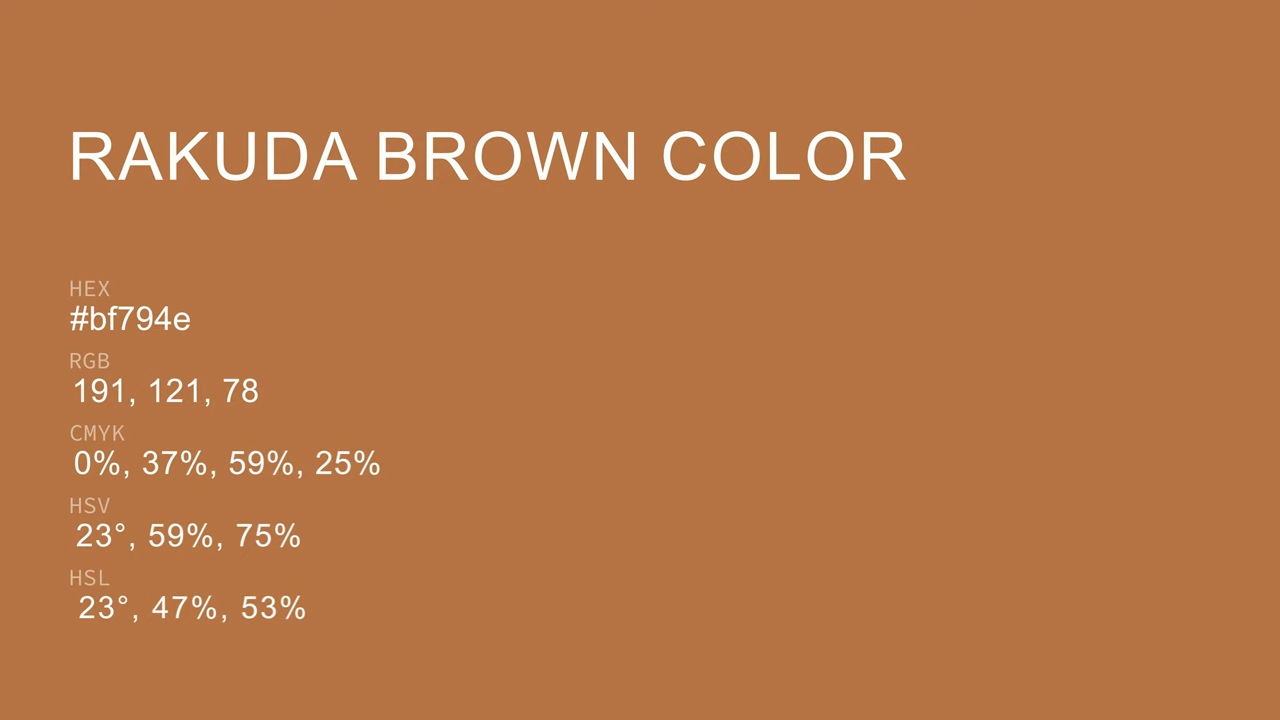 RAKUDA BROWN COLOR
HEX
#bf794e
RGB
191, 121, 78
CMYK
0%, 37%, 59%, 25%
HSV
23°, 59%, 75%
HSL
23°, 47%, 53%